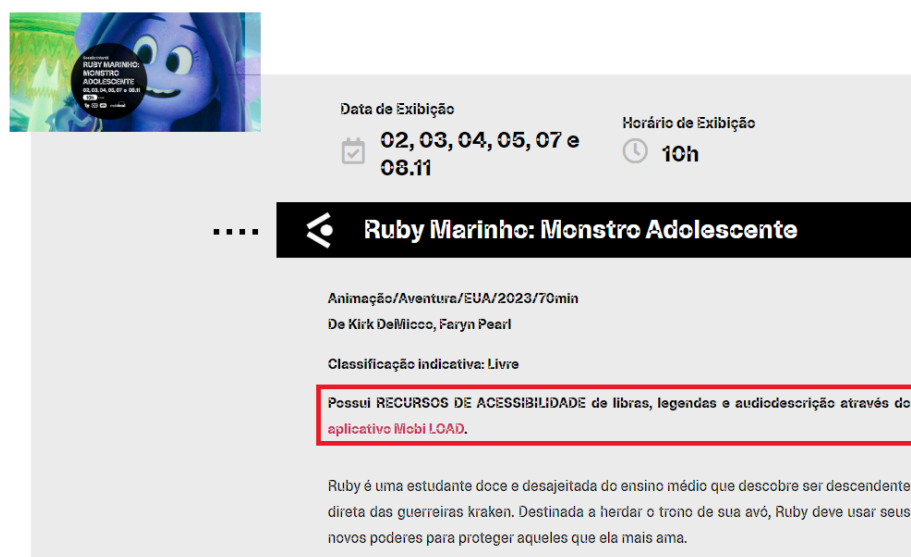 Sessão Infantil
RUBY MARINHO:
MONSTRO
ADOLESCENTE
02, 03, 04, 05, 07 e 08.11
10h
Data de Exibição
02, 03, 04, 05, 07 e
08.11
Horário de Exibição
10h
Ruby Marinho: Monstro Adolescente
Animação/Aventura/EUA/2023/70min
De Kirk DeMicco, Faryn Pearl
Classificação indicativa: Livre
Possui RECURSOS DE ACESSIBILIDADE de libras, legendas e audiodescrição através do
aplicativo Mobi LOAD.
Ruby é uma estudante doce e desajeitada do ensino médio que descobre ser descendente
direta das guerreiras kraken. Destinada a herdar o trono de sua avó, Ruby deve usar seus
novos poderes para proteger aqueles que ela mais ama.